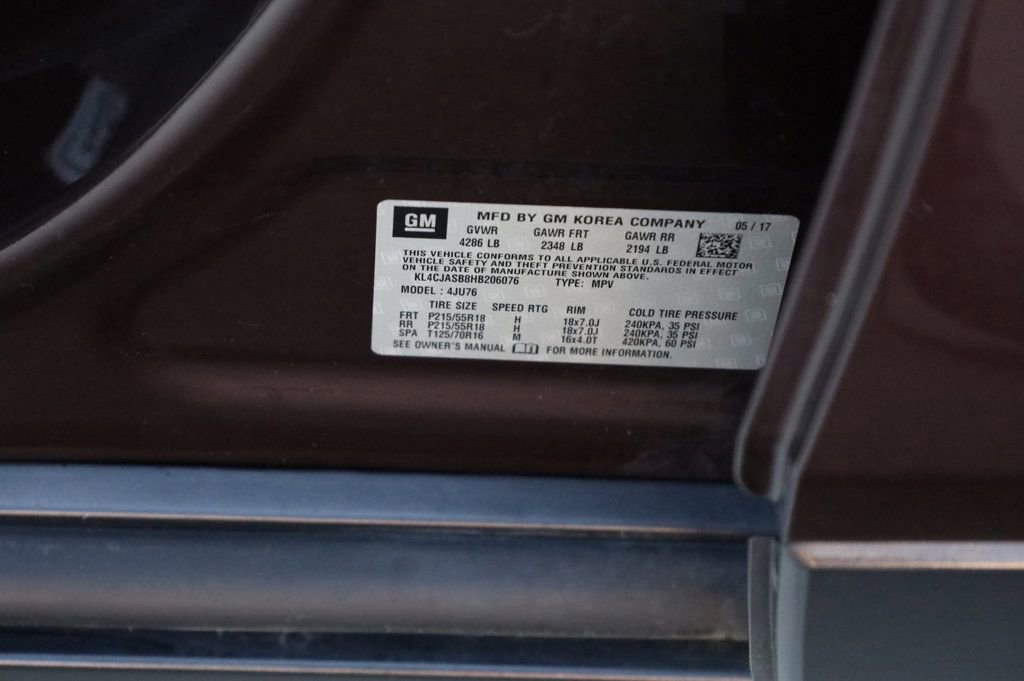 GM MFD BY GM KOREA COMPANY 05 / 17
GVWR GAWR FRT GAWR RR
4286 LB 2348 LB 2194 LB
THIS VEHICLE CONFORMS TO ALL APPLICABLE U.S. FEDERAL MOTOR
VEHICLE SAFETY AND THEFT PREVENTION STANDARDS IN EFFECT
ON THE DATE OF MANUFACTURE SHOWN ABOVE.
KL4CJASB8HB206076 TYPE: MPV
MODEL : 4JU76
TIRE SIZE SPEED RTG RIM COLD TIRE PRESSURE
FRT P215/55R18 H 18x7.0J 240KPA, 35 PSI
RR P215/55R18 H 18x7.0J 240KPA, 35 PSI
SPA T125/70R16 M 16x4.0T 420KPA, 60 PSI
SEE OWNER'S MANUAL FOR MORE INFORMATION.